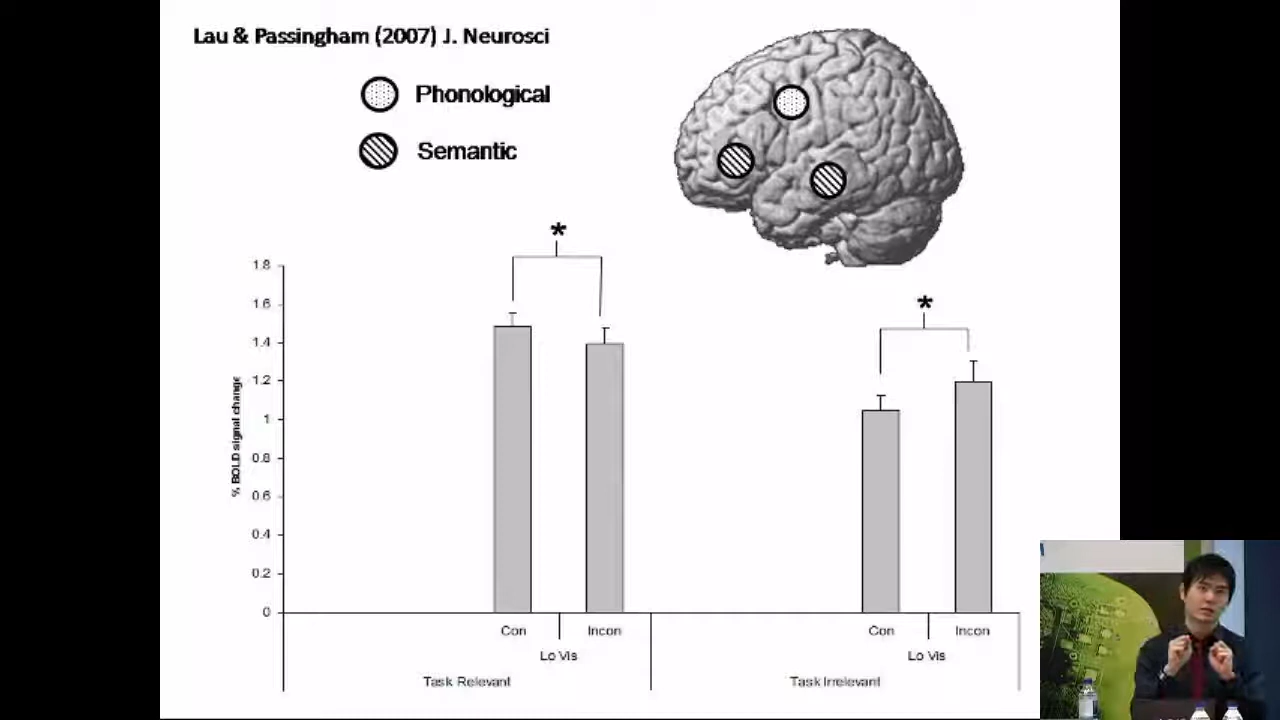 Lau & Passingham (2007) J. Neurosci
Phonological
Semantic
*
*
1.8
1.6
1.4
1.2
1
0.8
0.6
0.4
0.2
0
% BOLD signal change
Con
Incon
Con
Incon
Lo Vis
Lo Vis
Task Relevant
Task Irrelevant